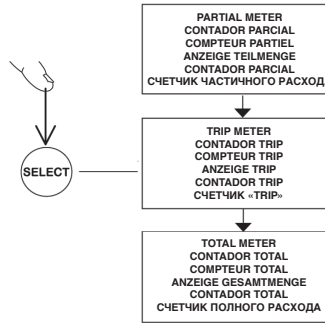 PARTIAL METER
CONTADOR PARCIAL
COMPTEUR PARTIEL
ANZEIGE TEILMENGE
CONTADOR PARCIAL
СЧЕТЧИК ЧАСТИЧНОГО РАСХОДА
SELECT
TRIP METER
CONTADOR TRIP
COMPTEUR TRIP
ANZEIGE TRIP
CONTADOR TRIP
СЧЕТЧИК «TRIP»
TOTAL METER
CONTADOR TOTAL
COMPTEUR TOTAL
ANZEIGE GESAMTMENGE
CONTADOR TOTAL
СЧЕТЧИК ПОЛНОГО РАСХОДА